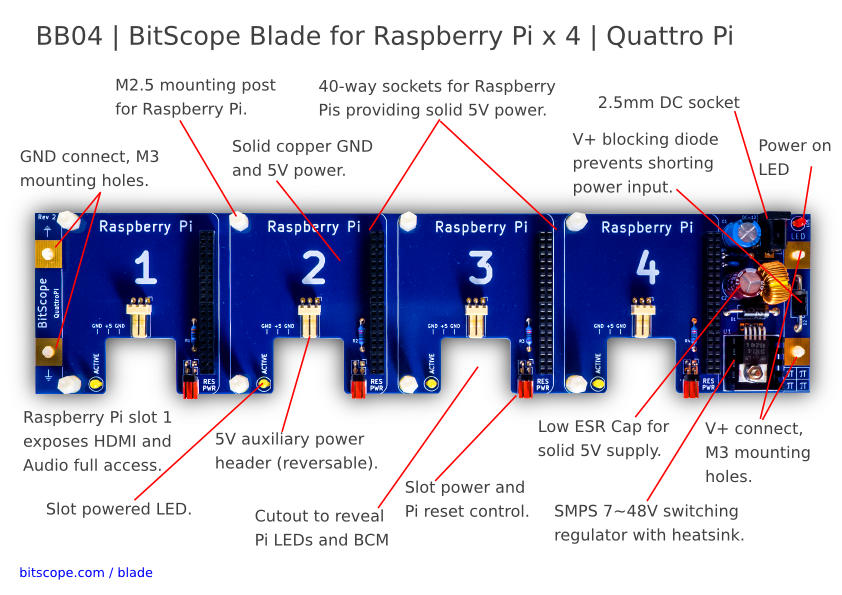 BB04 | BitScope Blade for Raspberry Pi x 4 | Quattro Pi
M2.5 mounting post
for Raspberry Pi.
40-way sockets for Raspberry
Pis providing solid 5V power.
2.5mm DC socket
Solid copper GND
and 5V power.
V+ blocking diode
prevents shorting
power input.
Power on
LED
GND connect, M3
mounting holes.
Rev 2
Raspberry Pi
Raspberry Pi
Raspberry Pi
Raspberry Pi
LED
1
2
3
4
BitScope
QuattroPi
GND +5 GND
GND +5 GND
GND +5 GND
GND +5 GND
U1
ACTIVE
RES
PWR
ACTIVE
RES
PWR
ACTIVE
RES
PWR
ACTIVE
RES
PWR
Raspberry Pi slot 1
exposes HDMI and
Audio full access.
5V auxiliary power
header (reversable).
Low ESR Cap for
solid 5V supply.
V+ connect,
M3 mounting
holes.
Slot powered LED.
Cutout to reveal
Pi LEDs and BCM
Slot power and
Pi reset control.
SMPS 7~48V switching
regulator with heatsink.
bitscope.com / blade